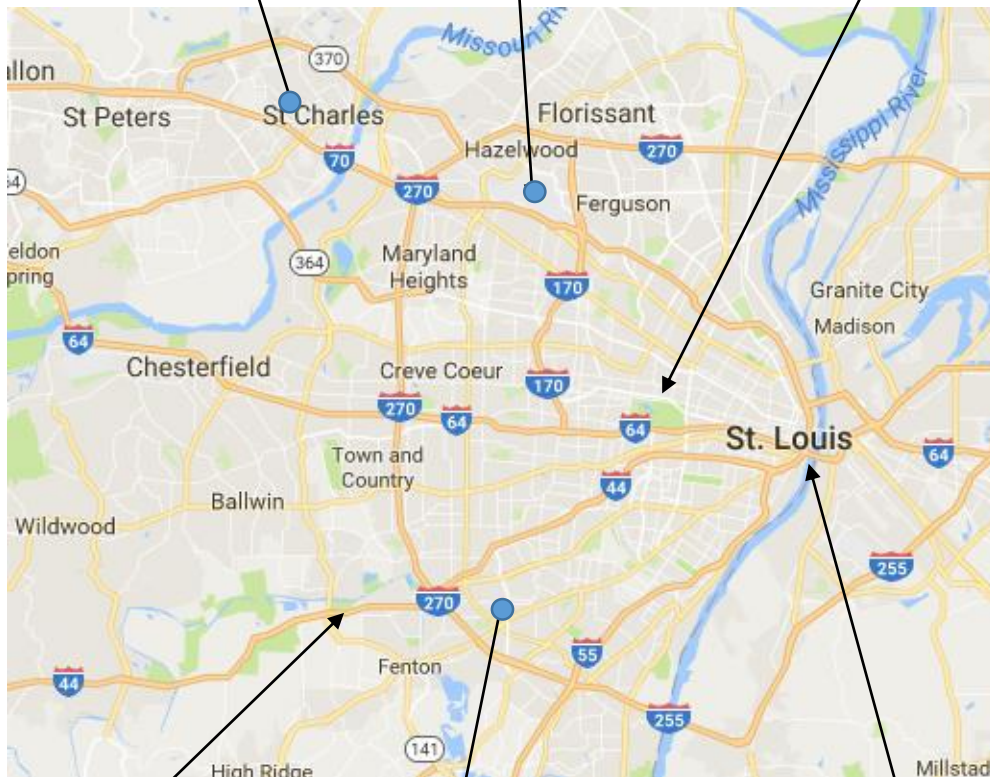 Missouri Riv
370
allon
St Peters
St Charles
Florissant
Mississippi River
70
Hazelwood
270
270
64
Ferguson
eldon
pring
364
Maryland
Heights
170
Granite City
Madison
64
Chesterfield
Creve Coeur
170
270
64
64
St. Louis
64
Town and
Country
44
Ballwin
Wildwood
255
270
55
Fenton
44
255
141
High Ridge
Millstad